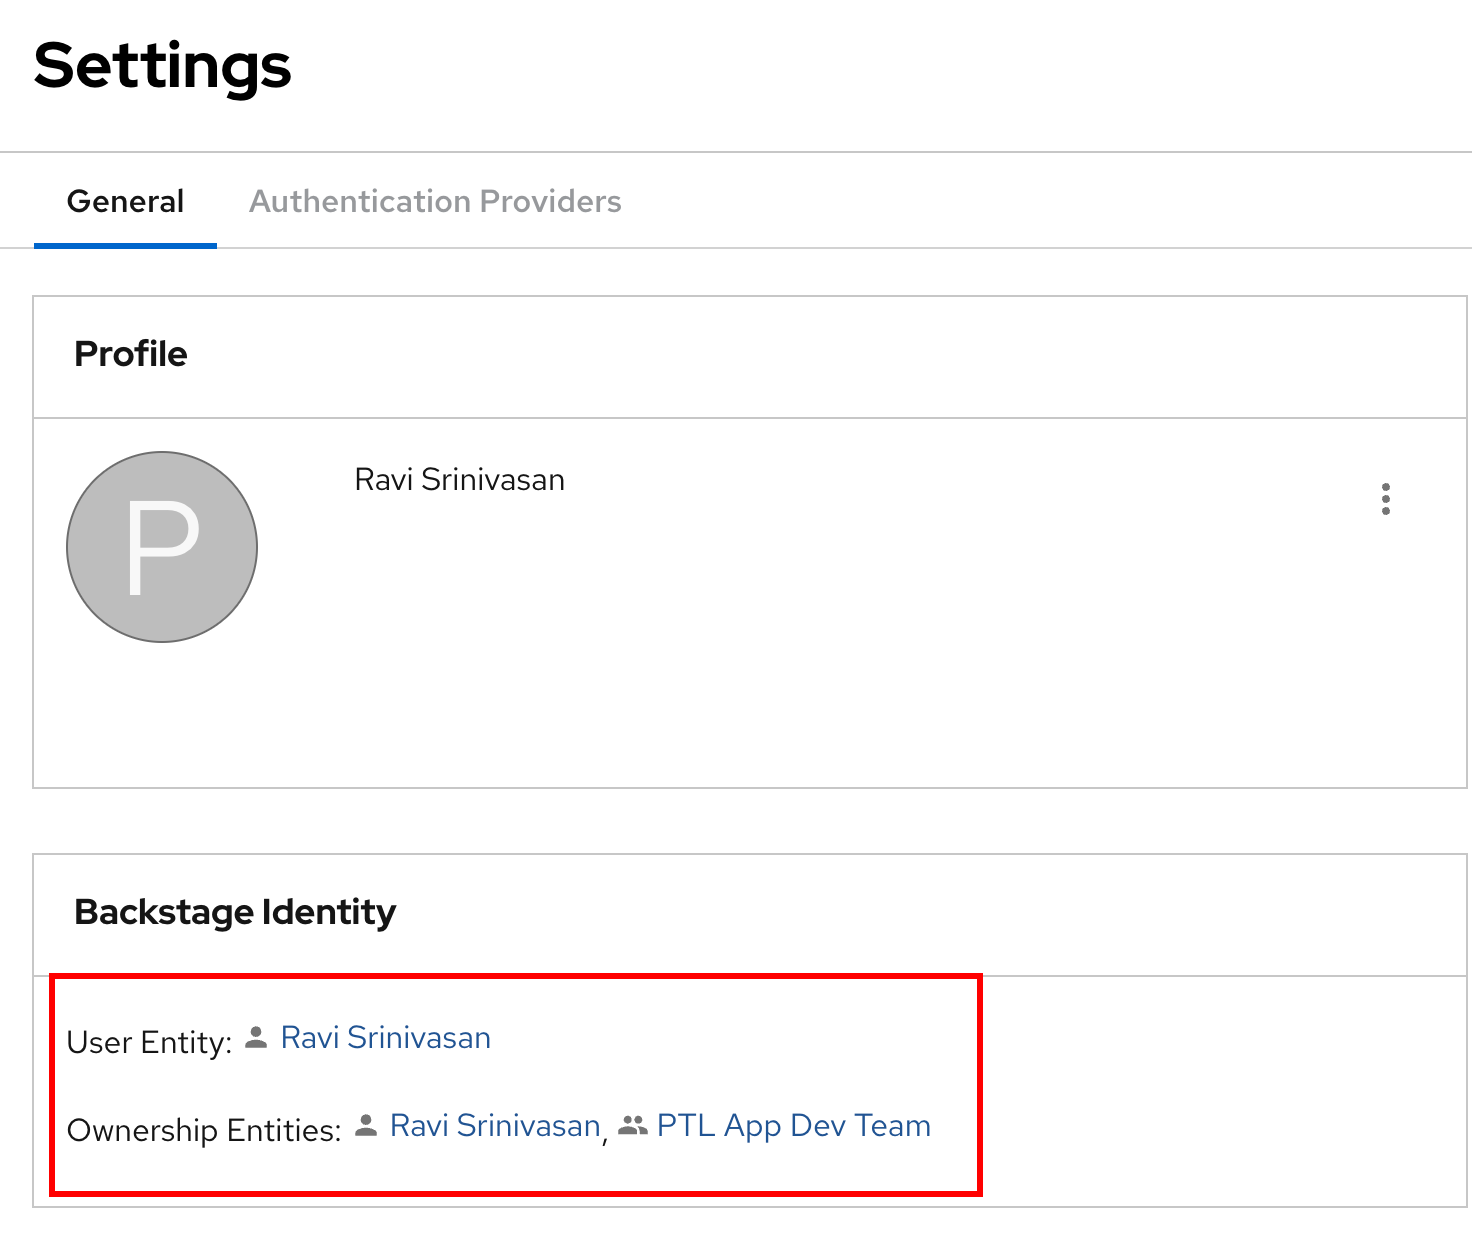 Settings
General Authentication Providers
Profile
P
Ravi Srinivasan
Backstage Identity
User Entity: Ravi Srinivasan
Ownership Entities: Ravi Srinivasan, PTL App Dev Team